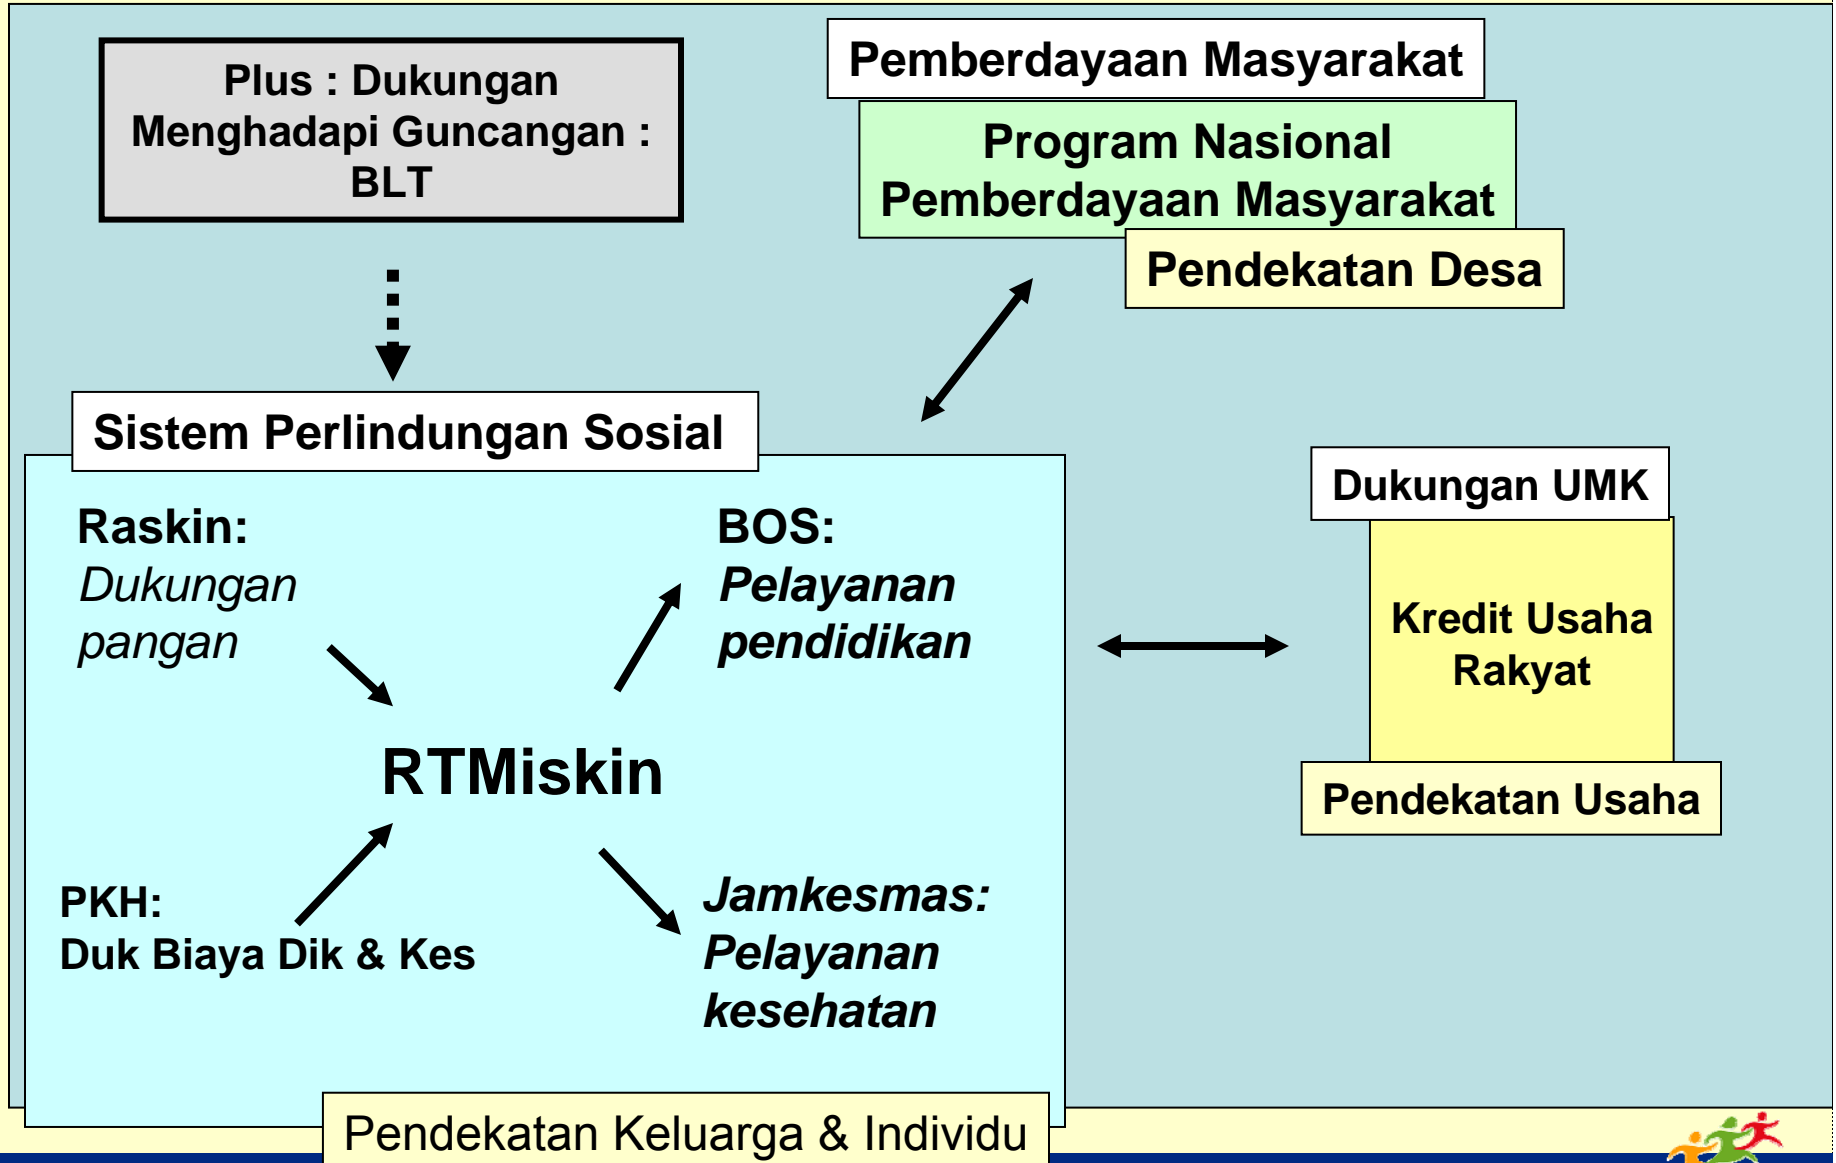 Plus : Dukungan
Menghadapi Guncangan :
BLT
Pemberdayaan Masyarakat
Program Nasional
Pemberdayaan Masyarakat
Pendekatan Desa
Sistem Perlindungan Sosial
Raskin:
Dukungan
pangan
BOS:
Pelayanan
pendidikan
RTMiskin
PKH:
Duk Biaya Dik & Kes
Jamkesmas:
Pelayanan
kesehatan
Pendekatan Keluarga & Individu
Dukungan UMK
Kredit Usaha
Rakyat
Pendekatan Usaha